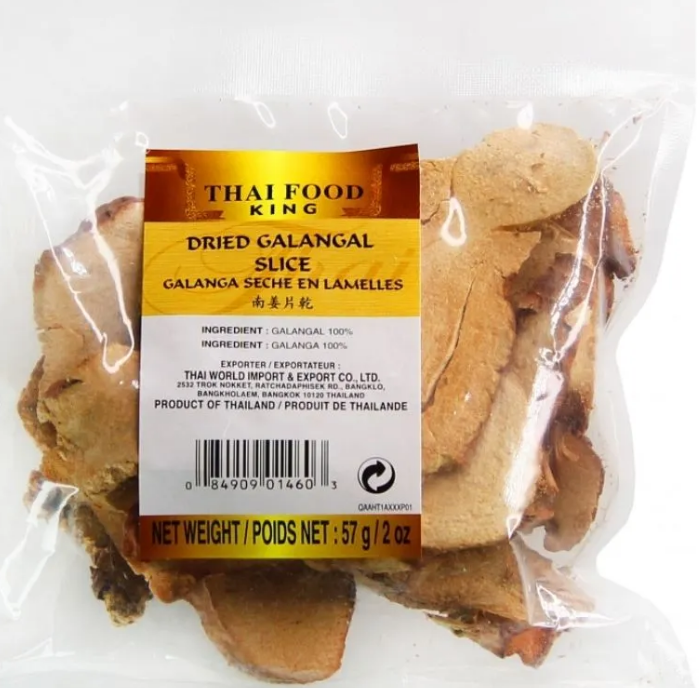 THAI FOOD
KING
DRIED GALANGAL
SLICE
GALANGA SECHE EN LAMELLES
南姜片乾
INGREDIENT : GALANGAL 100%
INGREDIENT : GALANGA 100%
EXPORTER / EXPORTATEUR :
THAI WORLD IMPORT & EXPORT CO., LTD.
2532 TROK NOKKET, RATCHADAPHISEK RD., BANGKLO,
BANGKHOLAEM, BANGKOK 10120 THAILAND
PRODUCT OF THAILAND / PRODUIT DE THAILANDE
0 84909 01460 3
QAAHT1AXXXP01
NET WEIGHT / POIDS NET : 57 g / 2 oz